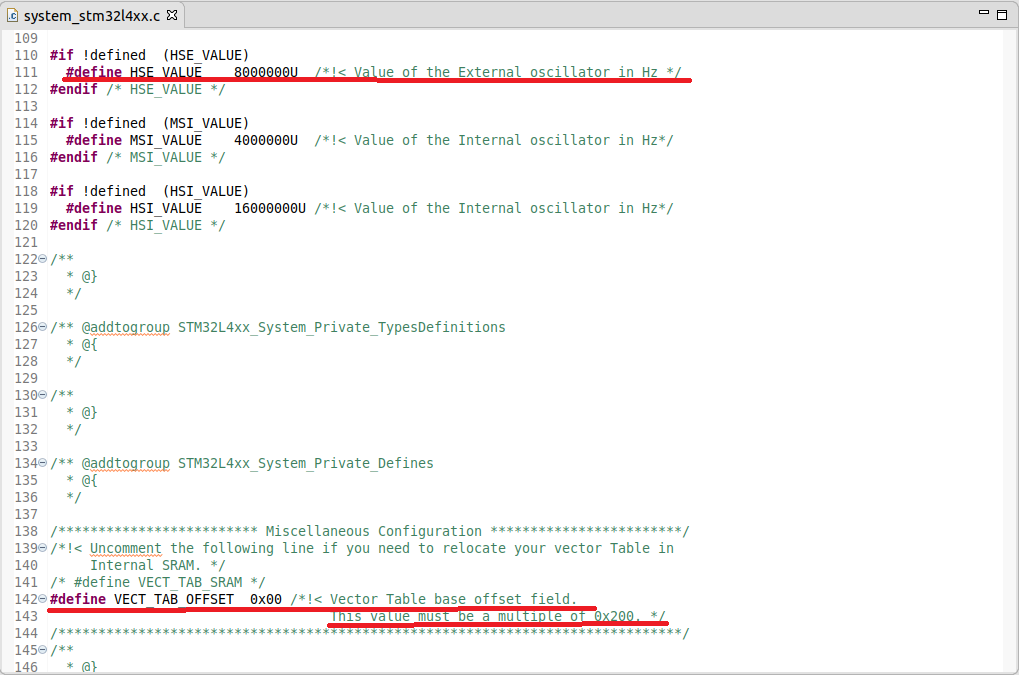 system_stm32l4xx.c
109
110 #if !defined  (HSE_VALUE)
111   #define HSE_VALUE    8000000U  /*!< Value of the External oscillator in Hz */
112 #endif /* HSE_VALUE */
113
114 #if !defined  (MSI_VALUE)
115   #define MSI_VALUE    4000000U  /*!< Value of the Internal oscillator in Hz*/
116 #endif /* MSI_VALUE */
117
118 #if !defined  (HSI_VALUE)
119   #define HSI_VALUE    16000000U /*!< Value of the Internal oscillator in Hz*/
120 #endif /* HSI_VALUE */
121
122 /**
123   * @}
124   */
125
126 /** @addtogroup STM32L4xx_System_Private_TypesDefinitions
127   * @{
128   */
129
130 /**
131   * @}
132   */
133
134 /** @addtogroup STM32L4xx_System_Private_Defines
135   * @{
136   */
137
138 /************************ Miscellaneous Configuration ************************/
139 /*!< Uncomment the following line if you need to relocate your vector Table in
140      Internal SRAM. */
141 /* #define VECT_TAB_SRAM */
142 #define VECT_TAB_OFFSET  0x00 /*!< Vector Table base offset field.
143                                    This value must be a multiple of 0x200. */
144 /******************************************************************************/
145 /**
146   * @}